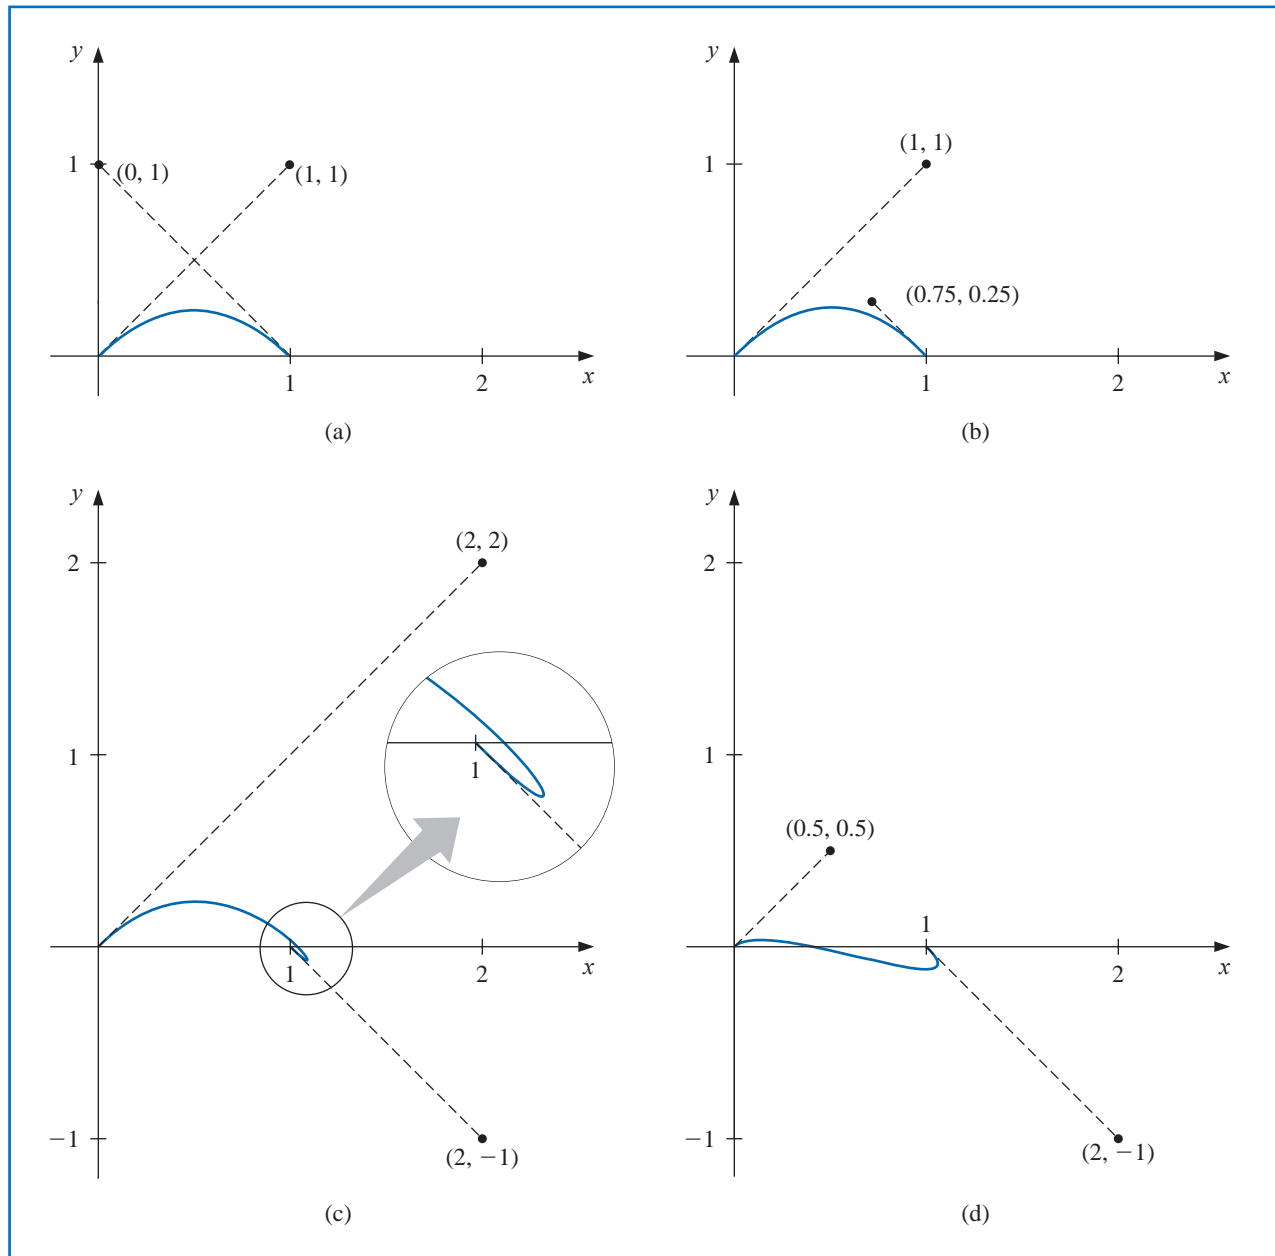 y
y
(1, 1)
1
(0, 1)
(1, 1)
1
(0.75, 0.25)
1
2
x
1
2
x
(a)
(b)
y
y
(2, 2)
2
2
1
1
1
(0.5, 0.5)
1
1
2
x
2
x
−1
(2, −1)
−1
(2, −1)
(c)
(d)